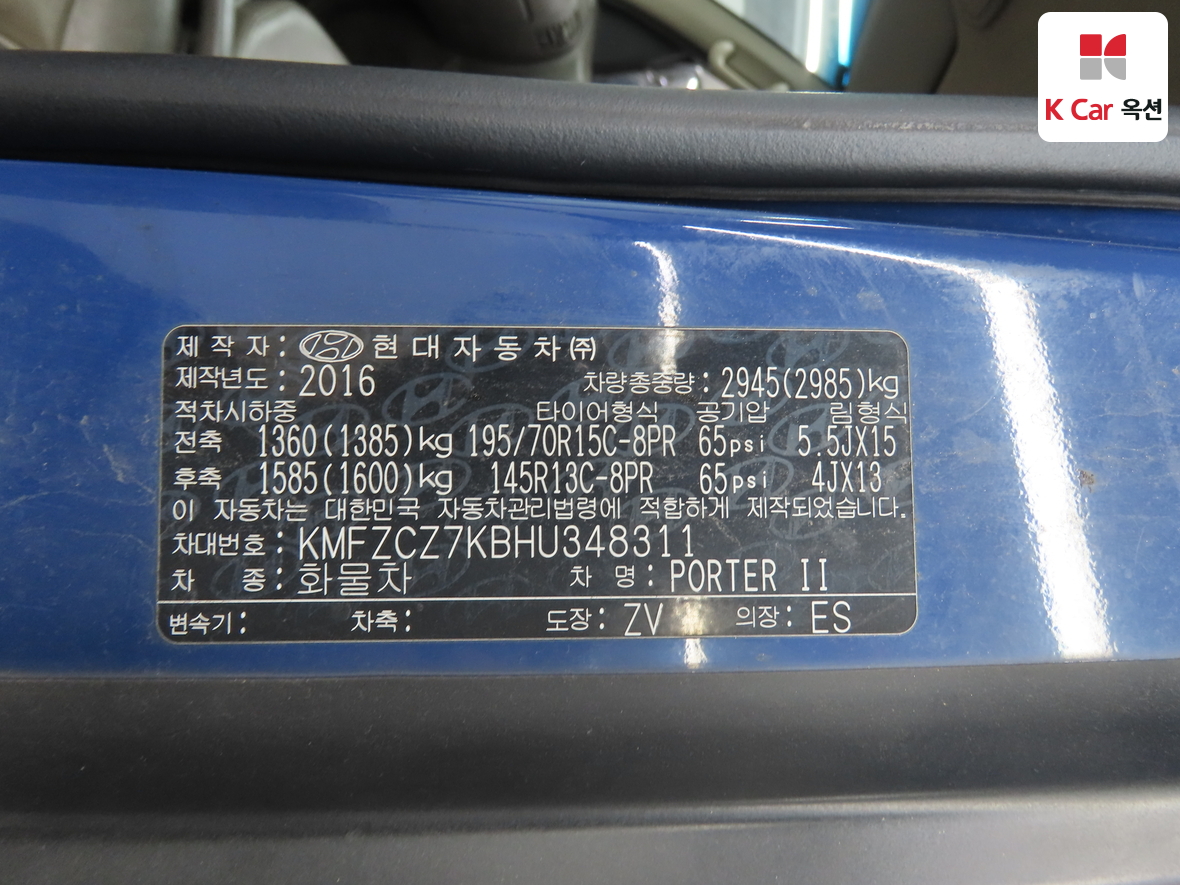 K Car 옥션
제 작 자 : 현대자동차㈜
제작년도 : 2016 차량총중량 : 2945(2985)kg
적차시하중 타이어형식 공기압 림형식
전축 1360(1385)kg 195/70R15C-8PR 65psi 5.5JX15
후축 1585(1600)kg 145R13C-8PR 65psi 4JX13
이 자동차는 대한민국 자동차관리법령에 적합하게 제작되었습니다.
차대번호 : KMFZCZ7KBHU348311
차 종 : 화물차 차 명 : PORTER II
변속기 : 차축 : 도장 : ZV 의장 : ES